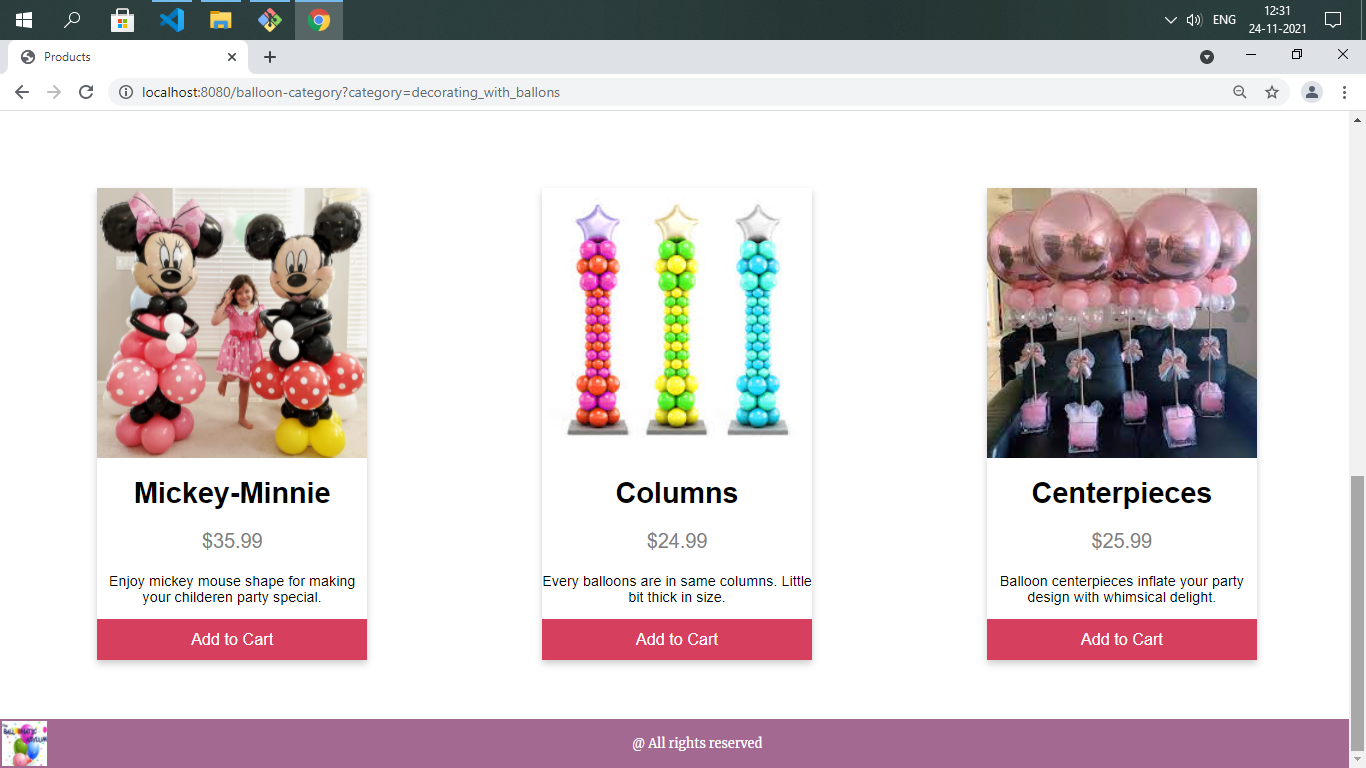 ENG
12:31
24-11-2021
Products
localhost:8080/balloon-category?category=decorating_with_ballons
Mickey-Minnie
$35.99
Enjoy mickey mouse shape for making
your childeren party special.
Add to Cart
Columns
$24.99
Every balloons are in same columns. Little
bit thick in size.
Add to Cart
Centerpieces
$25.99
Balloon centerpieces inflate your party
design with whimsical delight.
Add to Cart
@ All rights reserved